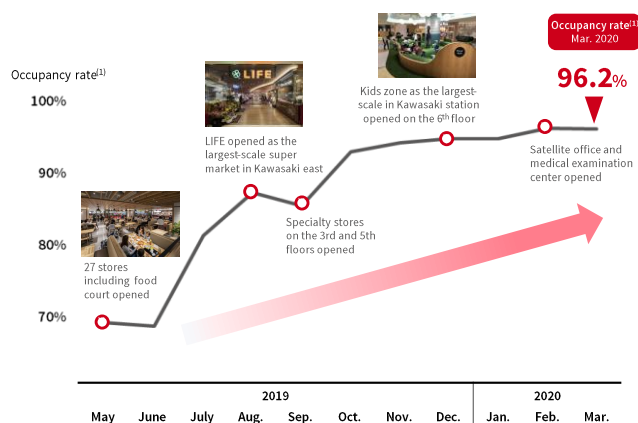 Occupancy rate(1)
Mar. 2020
96.2%
Occupancy rate(1)
100%
90%
80%
70%
LIFE
Kids zone as the largest-
scale in Kawasaki station
opened on the 6th floor
LIFE opened as the
largest-scale super
market in Kawasaki east
Satellite office and
medical examination
center opened
Specialty stores
on the 3rd and 5th
floors opened
27 stores
including food
court opened
2019
2020
May
June
July
Aug.
Sep.
Oct.
Nov.
Dec.
Jan.
Feb.
Mar.